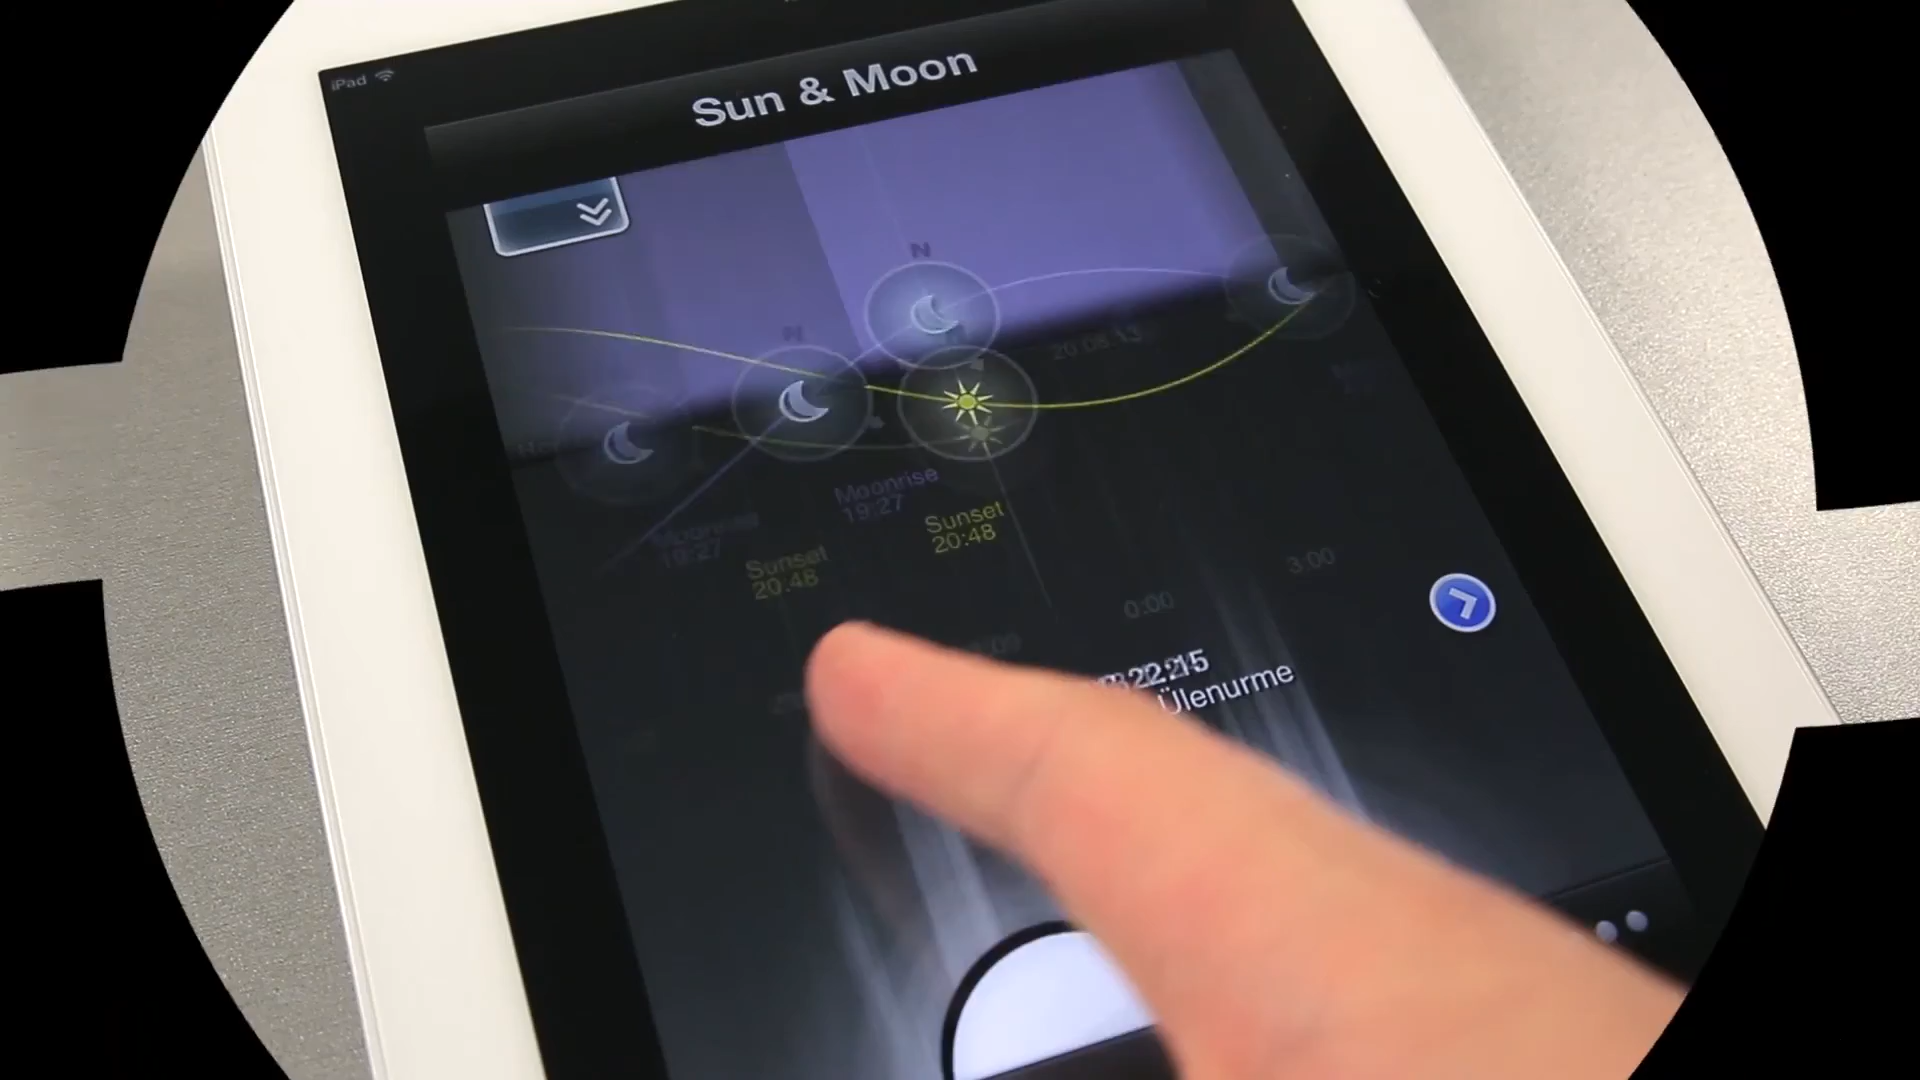 iPad
Sun & Moon
N
N
20.08.13
Moonrise
19:27
Sunset
20:48
Moonrise
19:27
Sunset
20:48
3:00
0:00
22:15
Ülenurme